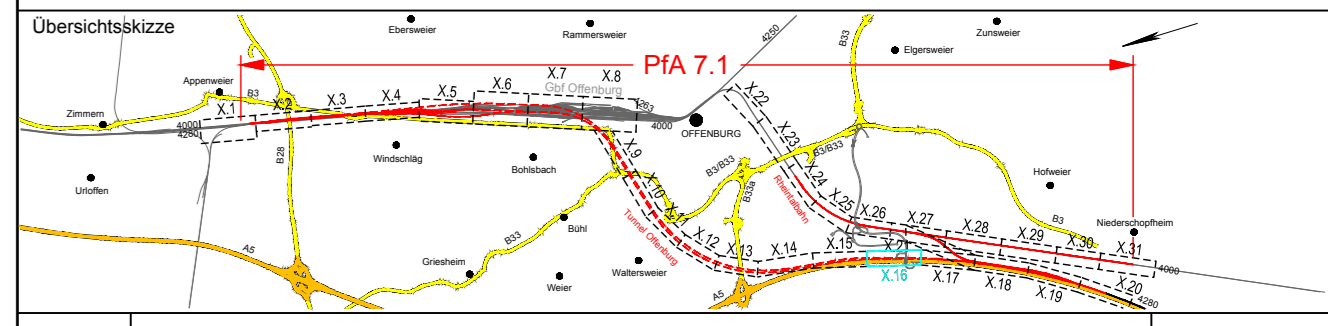 Übersichtsskizze
Ebersweier
Rammersweier
Zunsweier
4250
B33
Elgersweier
PfA 7.1
Appenweier
B3
Zimmern
4000
4280
X.1
X.2
X.3
X.4
X.5
X.6
X.7
X.8
Gbf Offenburg
4263
4000
OFFENBURG
X.22
X.23
X.24
X.25
X.26
X.27
X.28
X.29
X.30
X.31
4000
Rheintalbahn
B3/B33
B3/B33
B33a
Hofweier
B3
Niederschopfheim
Urloffen
B28
Windschläg
Bohlsbach
X.9
X.10
X.11
X.12
X.13
X.14
X.15
X.21
X.16
X.17
X.18
X.19
X.20
4280
Tunnel Offenburg
Bühl
B33
Griesheim
Weier
Waltersweier
A5
A5